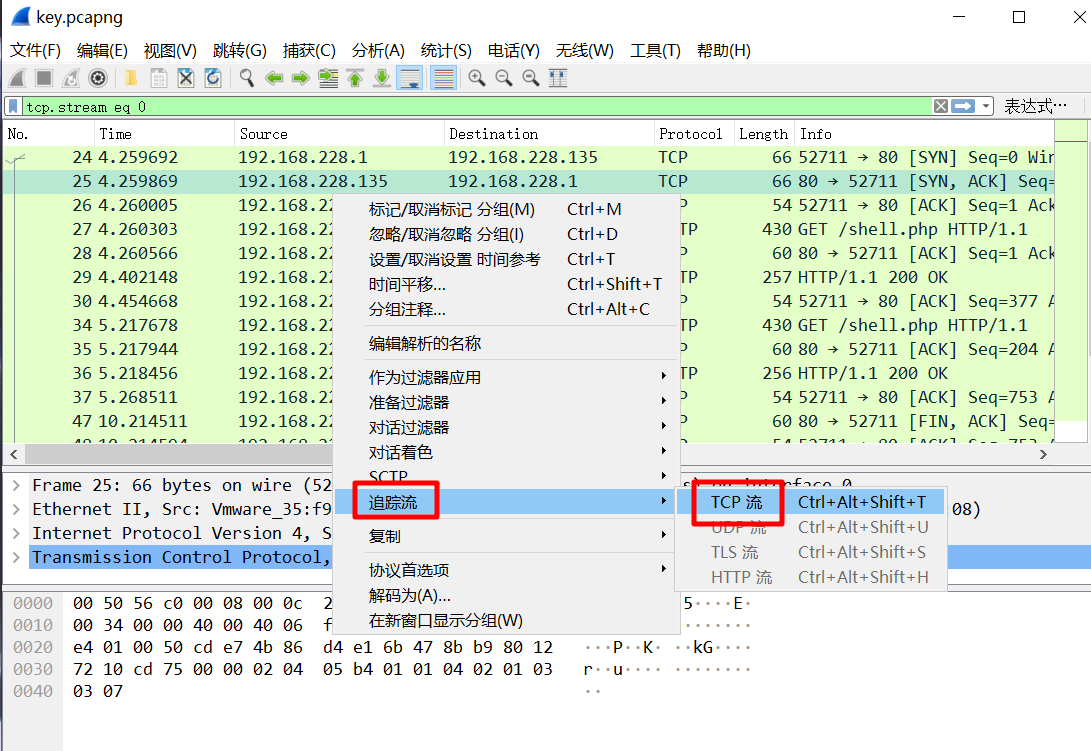 key.pcapng
文件(F) 编辑(E) 视图(V) 跳转(G) 捕获(C) 分析(A) 统计(S) 电话(Y) 无线(W) 工具(T) 帮助(H)
tcp.stream eq 0 表达式…
No. Time Source Destination Protocol Length Info
24 4.259692 192.168.228.1 192.168.228.135 TCP 66 52711 → 80 [SYN] Seq=0 Win
25 4.259869 192.168.228.135 192.168.228.1 TCP 66 80 → 52711 [SYN, ACK] Seq=
26 4.260005 192.168.22 P 54 52711 → 80 [ACK] Seq=1 Ack
27 4.260303 192.168.22 TP 430 GET /shell.php HTTP/1.1
28 4.260566 192.168.22 P 60 80 → 52711 [ACK] Seq=1 Ack
29 4.402148 192.168.22 TP 257 HTTP/1.1 200 OK
30 4.454668 192.168.22 P 54 52711 → 80 [ACK] Seq=377 A
34 5.217678 192.168.22 TP 430 GET /shell.php HTTP/1.1
35 5.217944 192.168.22 P 60 80 → 52711 [ACK] Seq=204 A
36 5.218456 192.168.22 TP 256 HTTP/1.1 200 OK
37 5.268511 192.168.22 P 54 52711 → 80 [ACK] Seq=753 A
47 10.214511 192.168.22 P 60 80 → 52711 [FIN, ACK] Seq=
48 10.214594 192.168.22 P 54 52711 → 80 [ACK] Seq=753 A
标记/取消标记 分组(M) Ctrl+M
忽略/取消忽略 分组(I) Ctrl+D
设置/取消设置 时间参考 Ctrl+T
时间平移... Ctrl+Shift+T
分组注释... Ctrl+Alt+C
编辑解析的名称
作为过滤器应用
准备过滤器
对话过滤器
对话着色
SCTP
追踪流
复制
协议首选项
解码为(A)...
在新窗口显示分组(W)
TCP 流 Ctrl+Alt+Shift+T
UDP 流 Ctrl+Alt+Shift+U
TLS 流 Ctrl+Alt+Shift+S
HTTP 流 Ctrl+Alt+Shift+H
Frame 25: 66 bytes on wire (52 s) on interface 0
Ethernet II, Src: Vmware_35:f9 :08)
Internet Protocol Version 4, S
Transmission Control Protocol,
0000 00 50 56 c0 00 08 00 0c 2 5····E·
0010 00 34 00 00 40 00 40 06 f ·······
0020 e4 01 00 50 cd e7 4b 86 d4 e1 6b 47 8b b9 80 12 ···P··K· ··kG····
0030 72 10 cd 75 00 00 02 04 05 b4 01 01 04 02 01 03 r··u···· ········
0040 03 07 ··